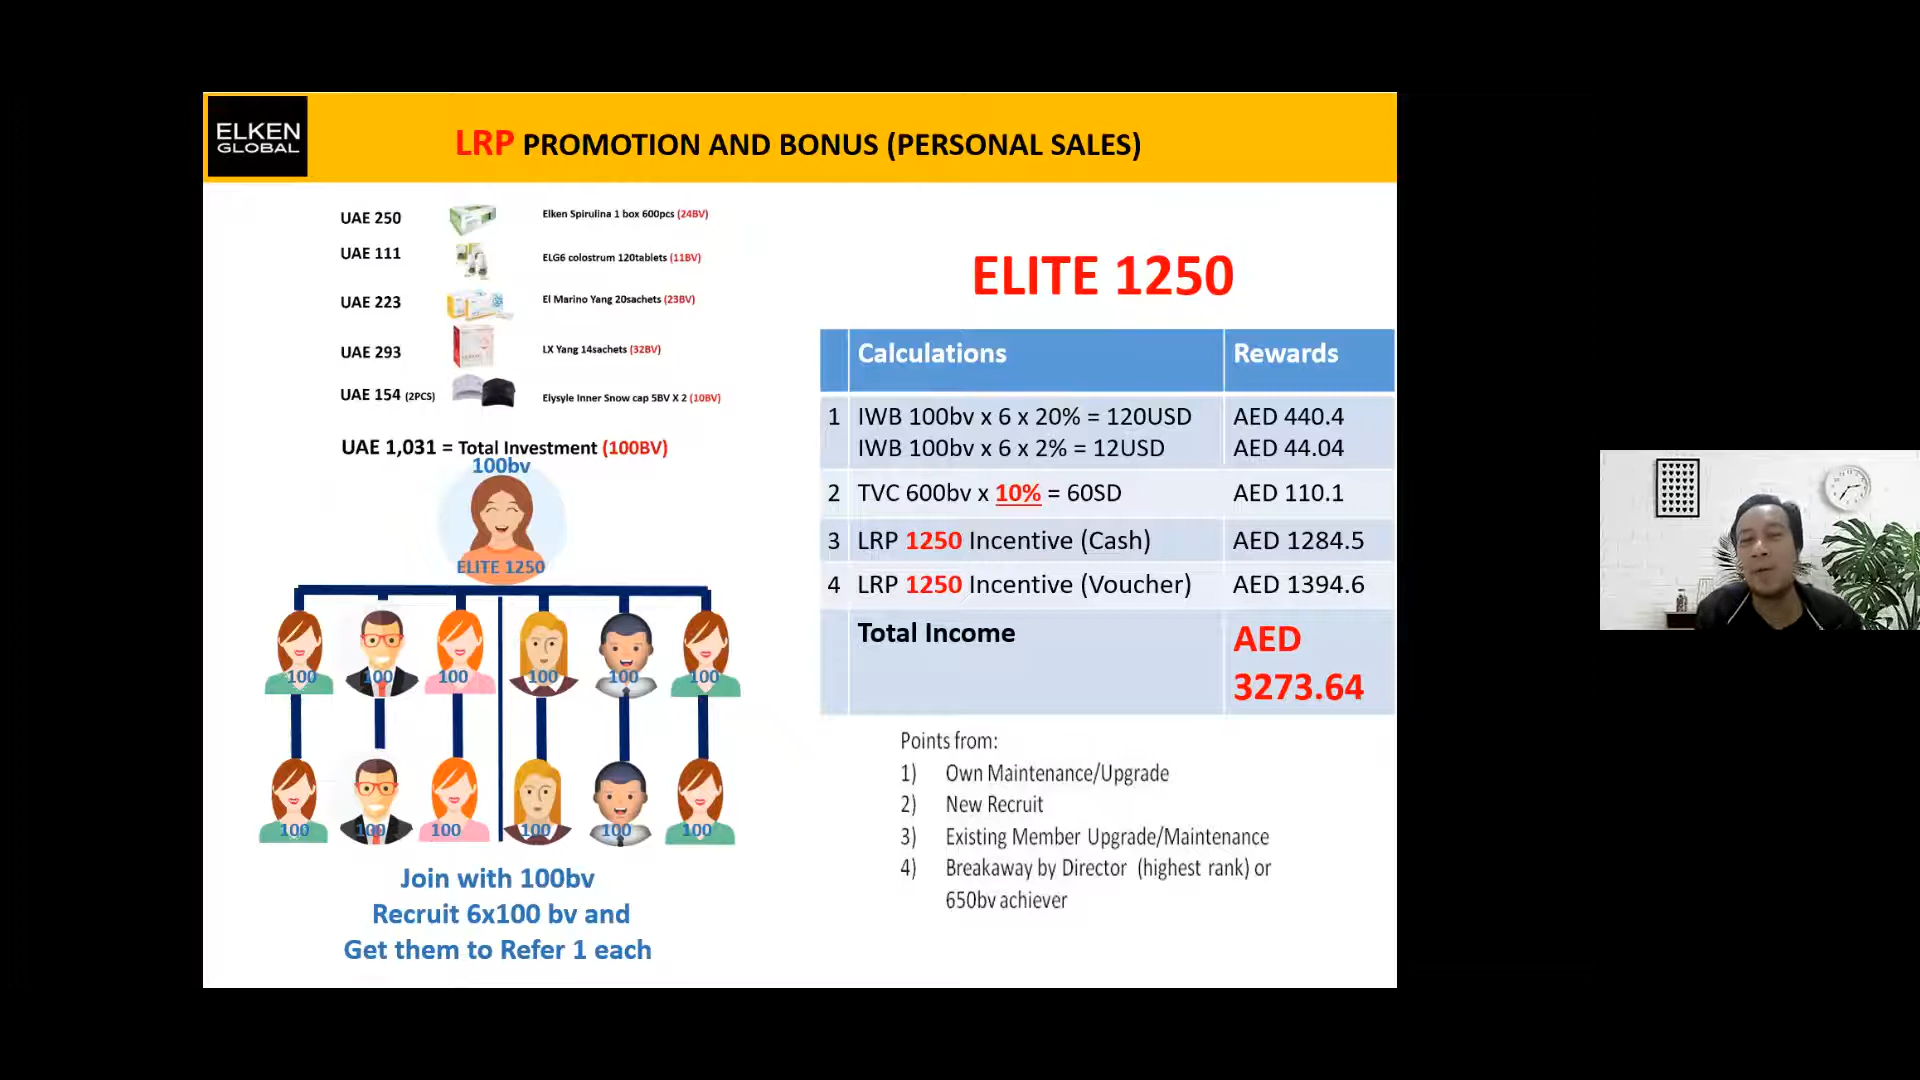 ELKEN
GLOBAL
LRP PROMOTION AND BONUS (PERSONAL SALES)
UAE 250 Elken Spirulina 1 box 600pcs (24BV)
UAE 111 ELG6 colostrum 120tablets (11BV)
UAE 223 El Marino Yang 20sachets (23BV)
UAE 293 LX Yang 14sachets (32BV)
UAE 154 (2PCS) Elysyle Inner Snow cap 5BV X 2 (10BV)
UAE 1,031 = Total Investment (100BV)
100bv
ELITE 1250
100 100 100 100 100 100
100 100 100 100 100 100
Join with 100bv
Recruit 6x100 bv and
Get them to Refer 1 each
ELITE 1250
Calculations Rewards
1 IWB 100bv x 6 x 20% = 120USD AED 440.4
IWB 100bv x 6 x 2% = 12USD AED 44.04
2 TVC 600bv x 10% = 60SD AED 110.1
3 LRP 1250 Incentive (Cash) AED 1284.5
4 LRP 1250 Incentive (Voucher) AED 1394.6
Total Income AED
3273.64
Points from:
1) Own Maintenance/Upgrade
2) New Recruit
3) Existing Member Upgrade/Maintenance
4) Breakaway by Director (highest rank) or
650bv achiever